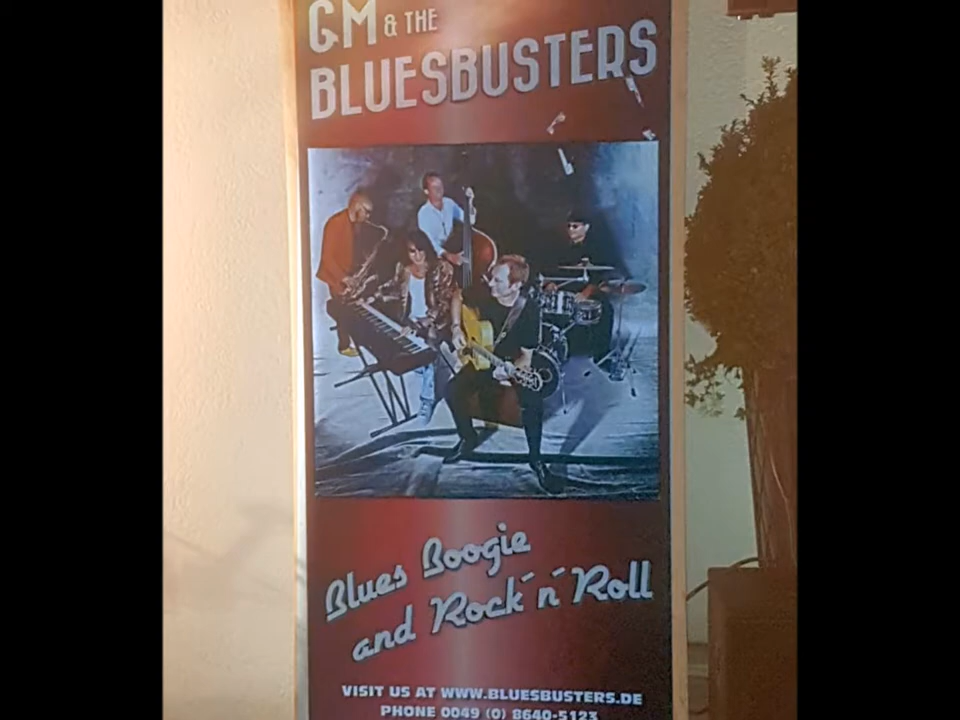 GM & THE
BLUESBUSTERS
Blues Boogie
and Rock´n´Roll
VISIT US AT WWW.BLUESBUSTERS.DE
PHONE 0049 (0) 8640-5123